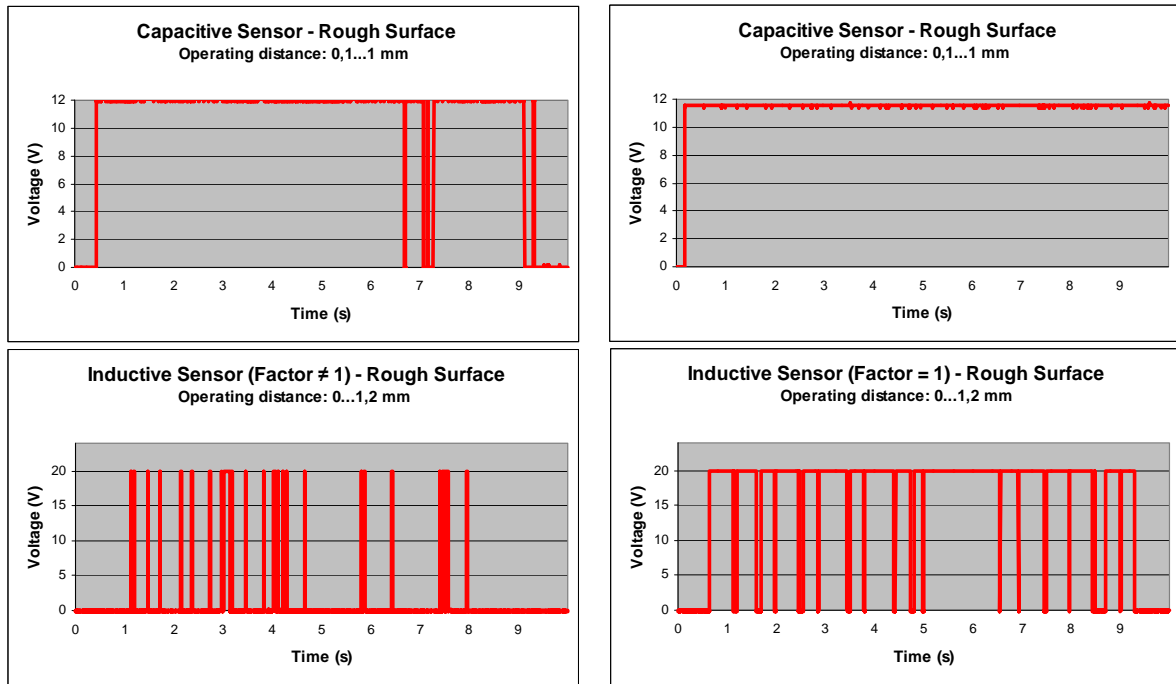 Capacitive Sensor - Rough Surface
Operating distance: 0,1...1 mm
Voltage (V)
12
10
8
6
4
2
0
0 1 2 3 4 5 6 7 8 9
Time (s)
Capacitive Sensor - Rough Surface
Operating distance: 0,1...1 mm
Voltage (V)
12
10
8
6
4
2
0
0 1 2 3 4 5 6 7 8 9
Time (s)
Inductive Sensor (Factor ≠ 1) - Rough Surface
Operating distance: 0...1,2 mm
Voltage (V)
20
15
10
5
0
0 1 2 3 4 5 6 7 8 9
Time (s)
Inductive Sensor (Factor = 1) - Rough Surface
Operating distance: 0...1,2 mm
Voltage (V)
20
15
10
5
0
0 1 2 3 4 5 6 7 8 9
Time (s)